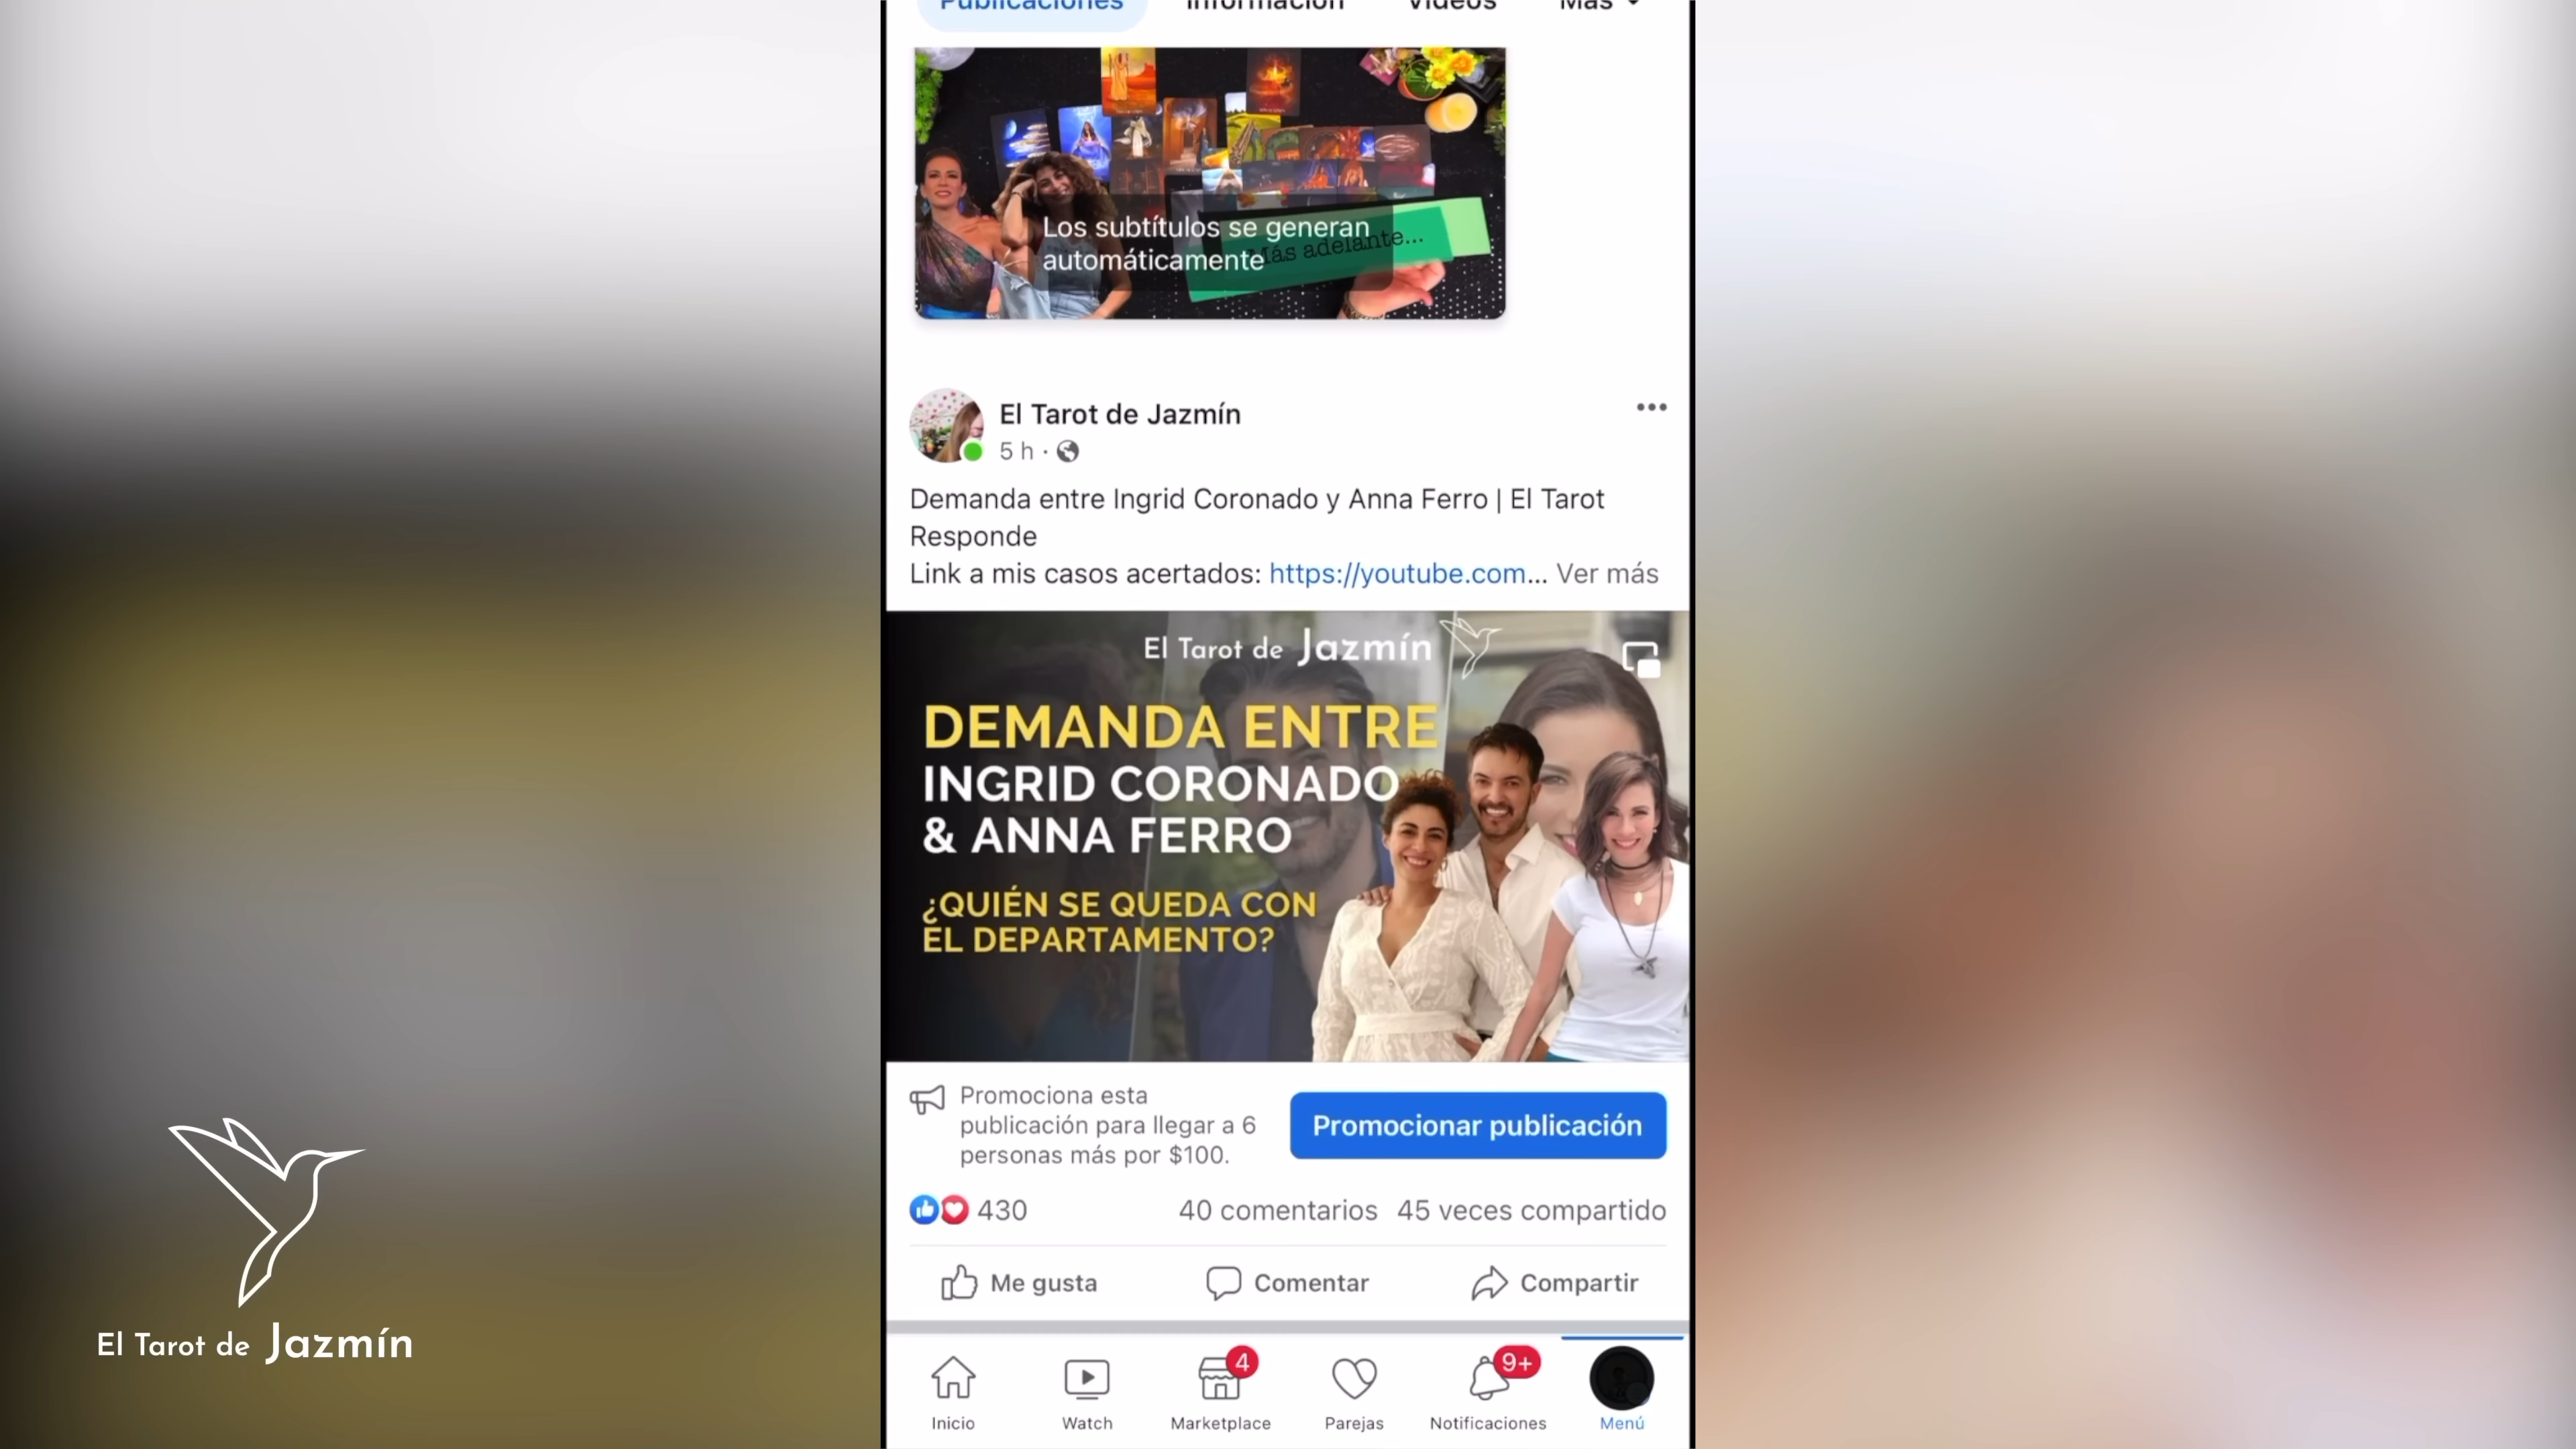 Publicaciones Información Videos Más
Los subtítulos se generan
automáticamente
Más adelante...
El Tarot de Jazmín
5 h ·
Demanda entre Ingrid Coronado y Anna Ferro | El Tarot
Responde
Link a mis casos acertados: https://youtube.com... Ver más
El Tarot de Jazmín
DEMANDA ENTRE
INGRID CORONADO
& ANNA FERRO
¿QUIÉN SE QUEDA CON
EL DEPARTAMENTO?
Promociona esta
publicación para llegar a 6
personas más por $100.
Promocionar publicación
430 40 comentarios 45 veces compartido
Me gusta Comentar Compartir
4 9+
Inicio Watch Marketplace Parejas Notificaciones Menú
El Tarot de Jazmín